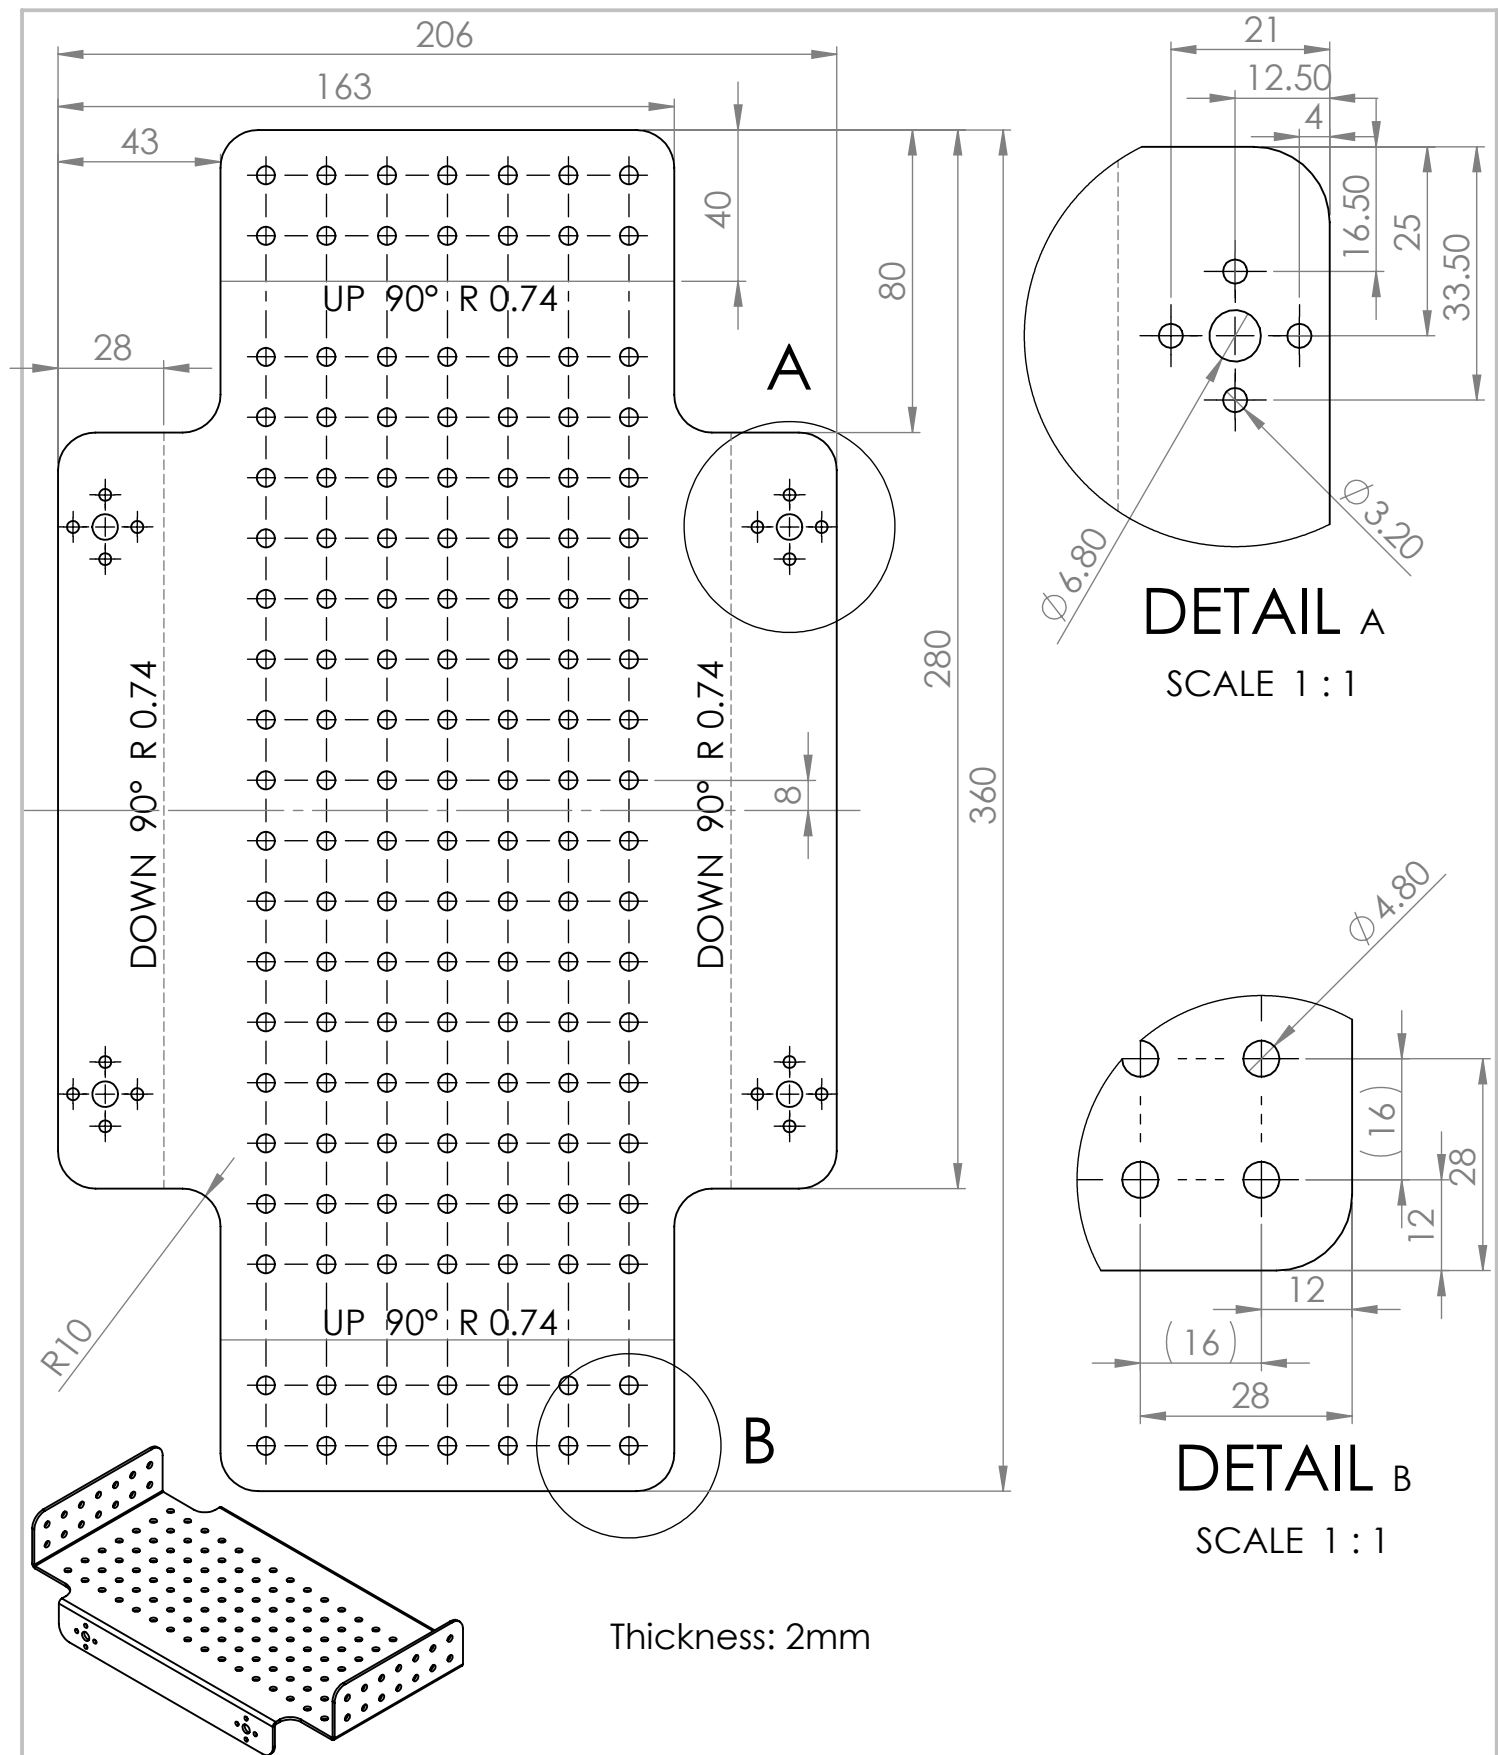 206
21
163
12.50
4
43
40
80
16.50
25
33.50
UP 90° R 0.74
28
A
Ø6.80
Ø3.20
DETAIL A
SCALE 1 : 1
280
DOWN 90° R 0.74
DOWN 90° R 0.74
360
8
Ø4.80
(16)
28
12
12
(16)
28
UP 90° R 0.74
R10
B
DETAIL B
SCALE 1 : 1
Thickness: 2mm